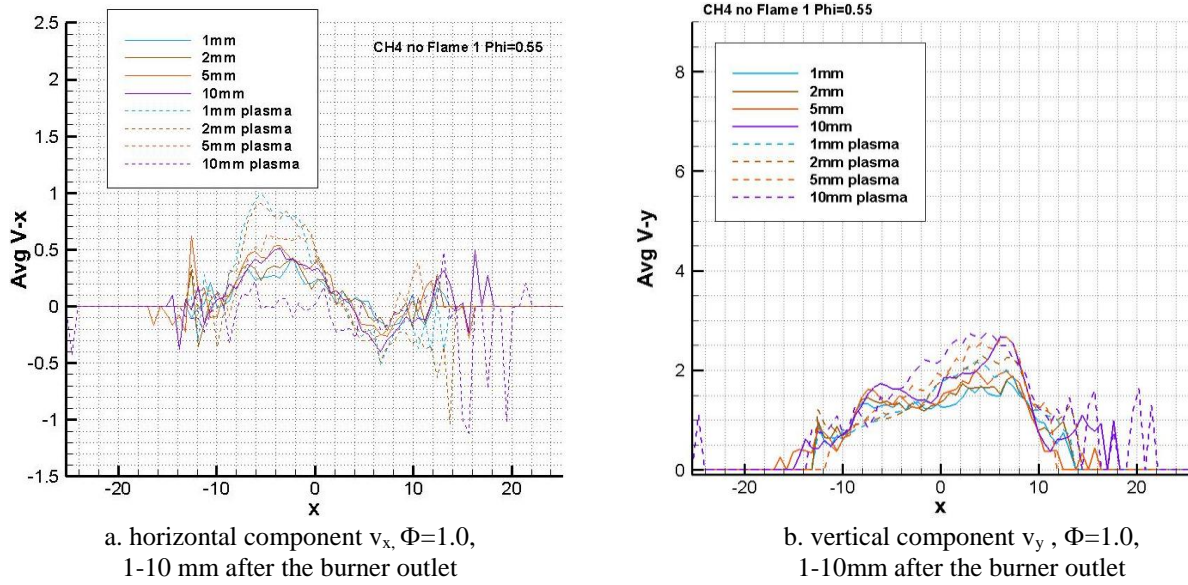 2.5
2
1.5
1
0.5
0
-0.5
-1
-1.5
Avg V-x
1mm
2mm
5mm
10mm
1mm plasma
2mm plasma
5mm plasma
10mm plasma
CH4 no Flame 1 Phi=0.55
-20
-10
0
10
20
x
a. horizontal component vx, Φ=1.0,
1-10 mm after the burner outlet
CH4 no Flame 1 Phi=0.55
8
6
4
2
0
Avg V-y
1mm
2mm
5mm
10mm
1mm plasma
2mm plasma
5mm plasma
10mm plasma
-20
-10
0
10
20
x
b. vertical component vy , Φ=1.0,
1-10mm after the burner outlet